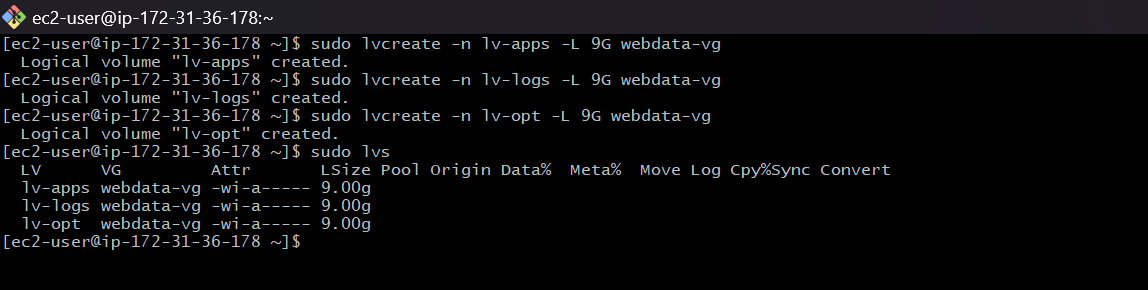 ec2-user@ip-172-31-36-178:~
[ec2-user@ip-172-31-36-178 ~]$ sudo lvcreate -n lv-apps -L 9G webdata-vg
  Logical volume "lv-apps" created.
[ec2-user@ip-172-31-36-178 ~]$ sudo lvcreate -n lv-logs -L 9G webdata-vg
  Logical volume "lv-logs" created.
[ec2-user@ip-172-31-36-178 ~]$ sudo lvcreate -n lv-opt -L 9G webdata-vg
  Logical volume "lv-opt" created.
[ec2-user@ip-172-31-36-178 ~]$ sudo lvs
  LV      VG         Attr       LSize Pool Origin Data%  Meta%  Move Log Cpy%Sync Convert
  lv-apps webdata-vg -wi-a----- 9.00g
  lv-logs webdata-vg -wi-a----- 9.00g
  lv-opt  webdata-vg -wi-a----- 9.00g
[ec2-user@ip-172-31-36-178 ~]$